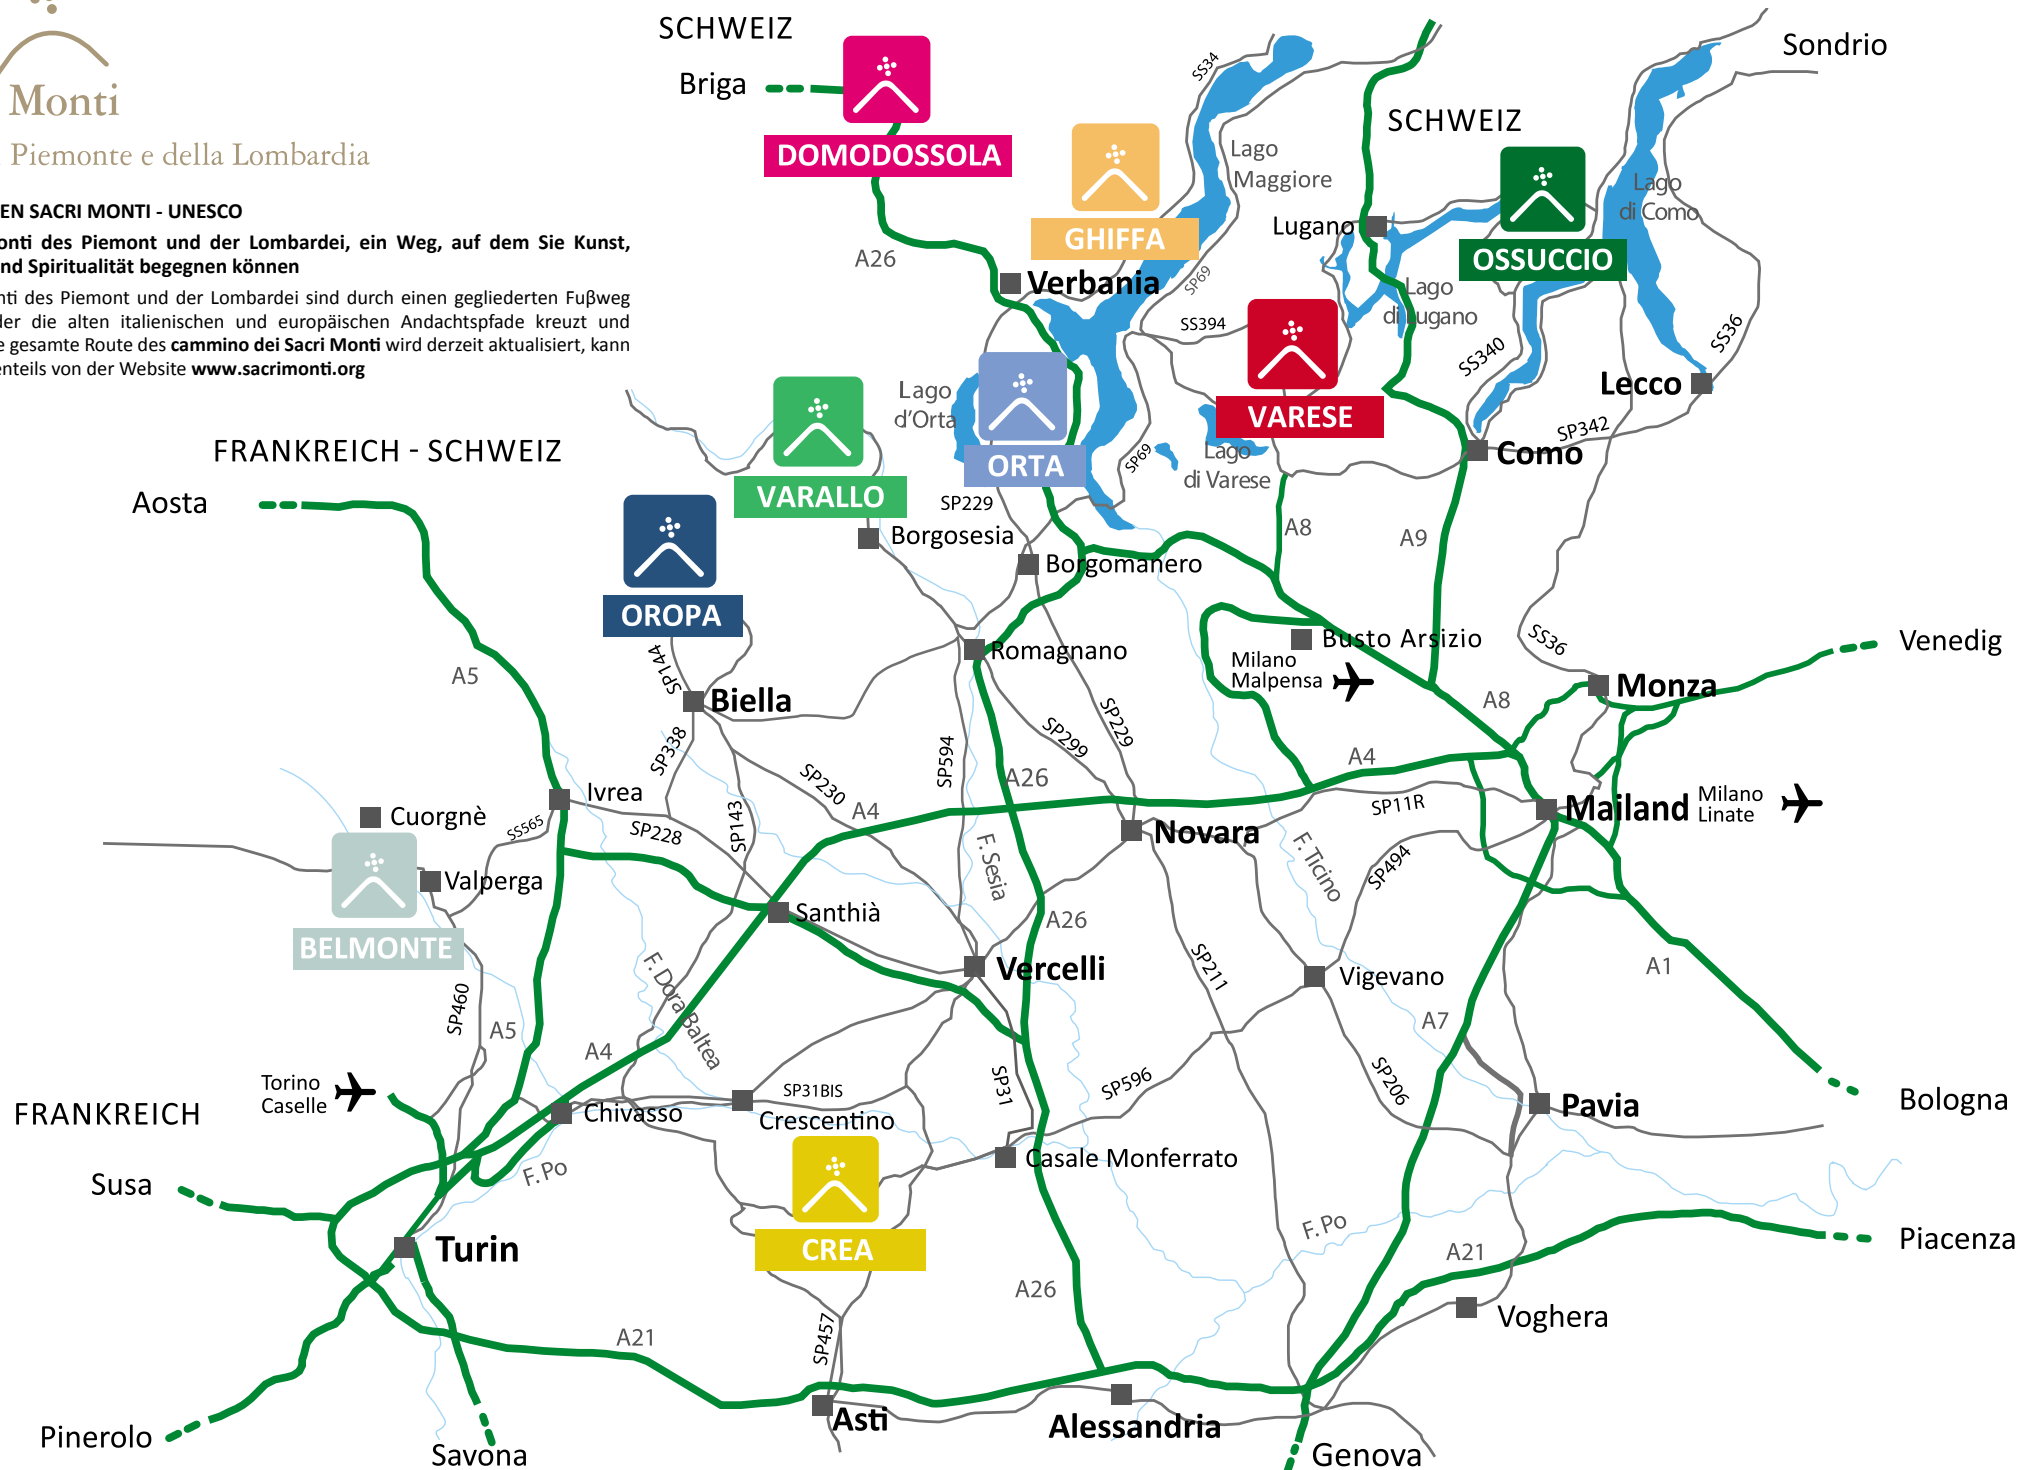 Monti
Piemonte e della Lombardia
EN SACRI MONTI - UNESCO
onti des Piemont und der Lombardei, ein Weg, auf dem Sie Kunst,
nd Spiritualität begegnen können
nti des Piemont und der Lombardei sind durch einen gegliederten Fuβweg
der die alten italienischen und europäischen Andachtspfade kreuzt und
e gesamte Route des cammino dei Sacri Monti wird derzeit aktualisiert, kann
enteils von der Website www.sacrimonti.org
SCHWEIZ
Briga
DOMODOSSOLA
A26
GHIFFA
Verbania
SS34
Lago
Maggiore
SP69
SS394
SCHWEIZ
Lugano
Lago
di Lugano
OSSUCCIO
Sondrio
Lago
di Como
SS340
SS36
Lecco
SP342
Como
VARESE
Lago
di Varese
SP69
Lago
d'Orta
ORTA
VARALLO
SP229
Borgosesia
Borgomanero
FRANKREICH - SCHWEIZ
Aosta
OROPA
SP144
Biella
A5
Romagnano
A8
A9
Busto Arsizio
Milano
Malpensa
SS36
Monza
Venedig
A8
SP338
SP230
SP143
SP594
SP299
SP229
A26
A4
A4
SP11R
Mailand
Milano
Linate
Cuorgnè
Ivrea
SS565
SP228
Valperga
BELMONTE
Santhià
F. Sesia
Novara
F. Ticino
SP494
A26
Vercelli
SP211
Vigevano
A1
SP460
A5
F. Dora Baltea
A4
A7
Torino
Caselle
FRANKREICH
Chivasso
SP31BIS
Crescentino
SP31
SP596
SP206
Pavia
Bologna
Casale Monferrato
F. Po
Susa
CREA
Turin
F. Po
A21
Piacenza
A26
Voghera
A21
SP457
Pinerolo
Savona
Asti
Alessandria
Genova